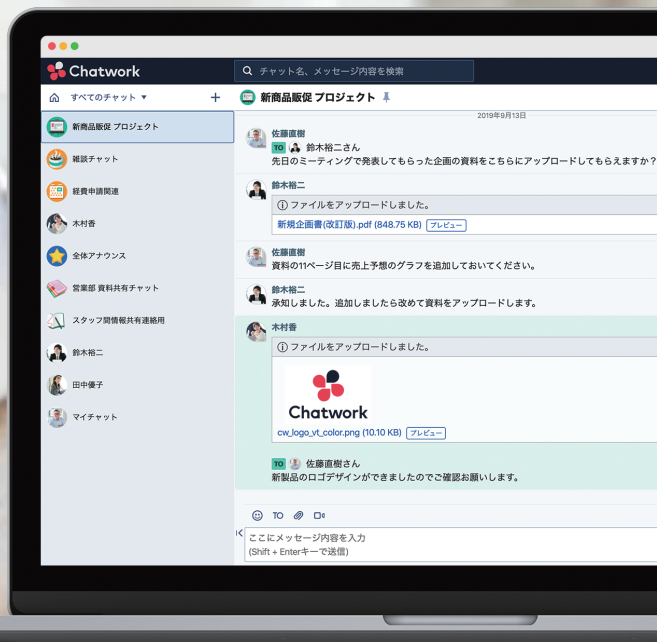 Chatwork
チャット名、メッセージ内容を検索
すべてのチャット ▼
+
新商品販促 プロジェクト
雑談チャット
経費申請関連
木村香
全体アナウンス
営業部 資料共有チャット
スタッフ間情報共有連絡用
鈴木裕二
田中優子
マイチャット
新商品販促 プロジェクト
2019年9月13日
佐藤直樹
TO 鈴木裕二さん
先日のミーティングで発表してもらった企画の資料をこちらにアップロードしてもらえますか？
鈴木裕二
ファイルをアップロードしました。
新規企画書(改訂版).pdf (848.75 KB) プレビュー
佐藤直樹
資料の11ページ目に売上予想のグラフを追加しておいてください。
鈴木裕二
承知しました。追加しましたら改めて資料をアップロードします。
木村香
ファイルをアップロードしました。
Chatwork
cw_logo_vt_color.png (10.10 KB) プレビュー
TO 佐藤直樹さん
新製品のロゴデザインができましたのでご確認お願いします。
TO
ここにメッセージ内容を入力
(Shift + Enterキーで送信)